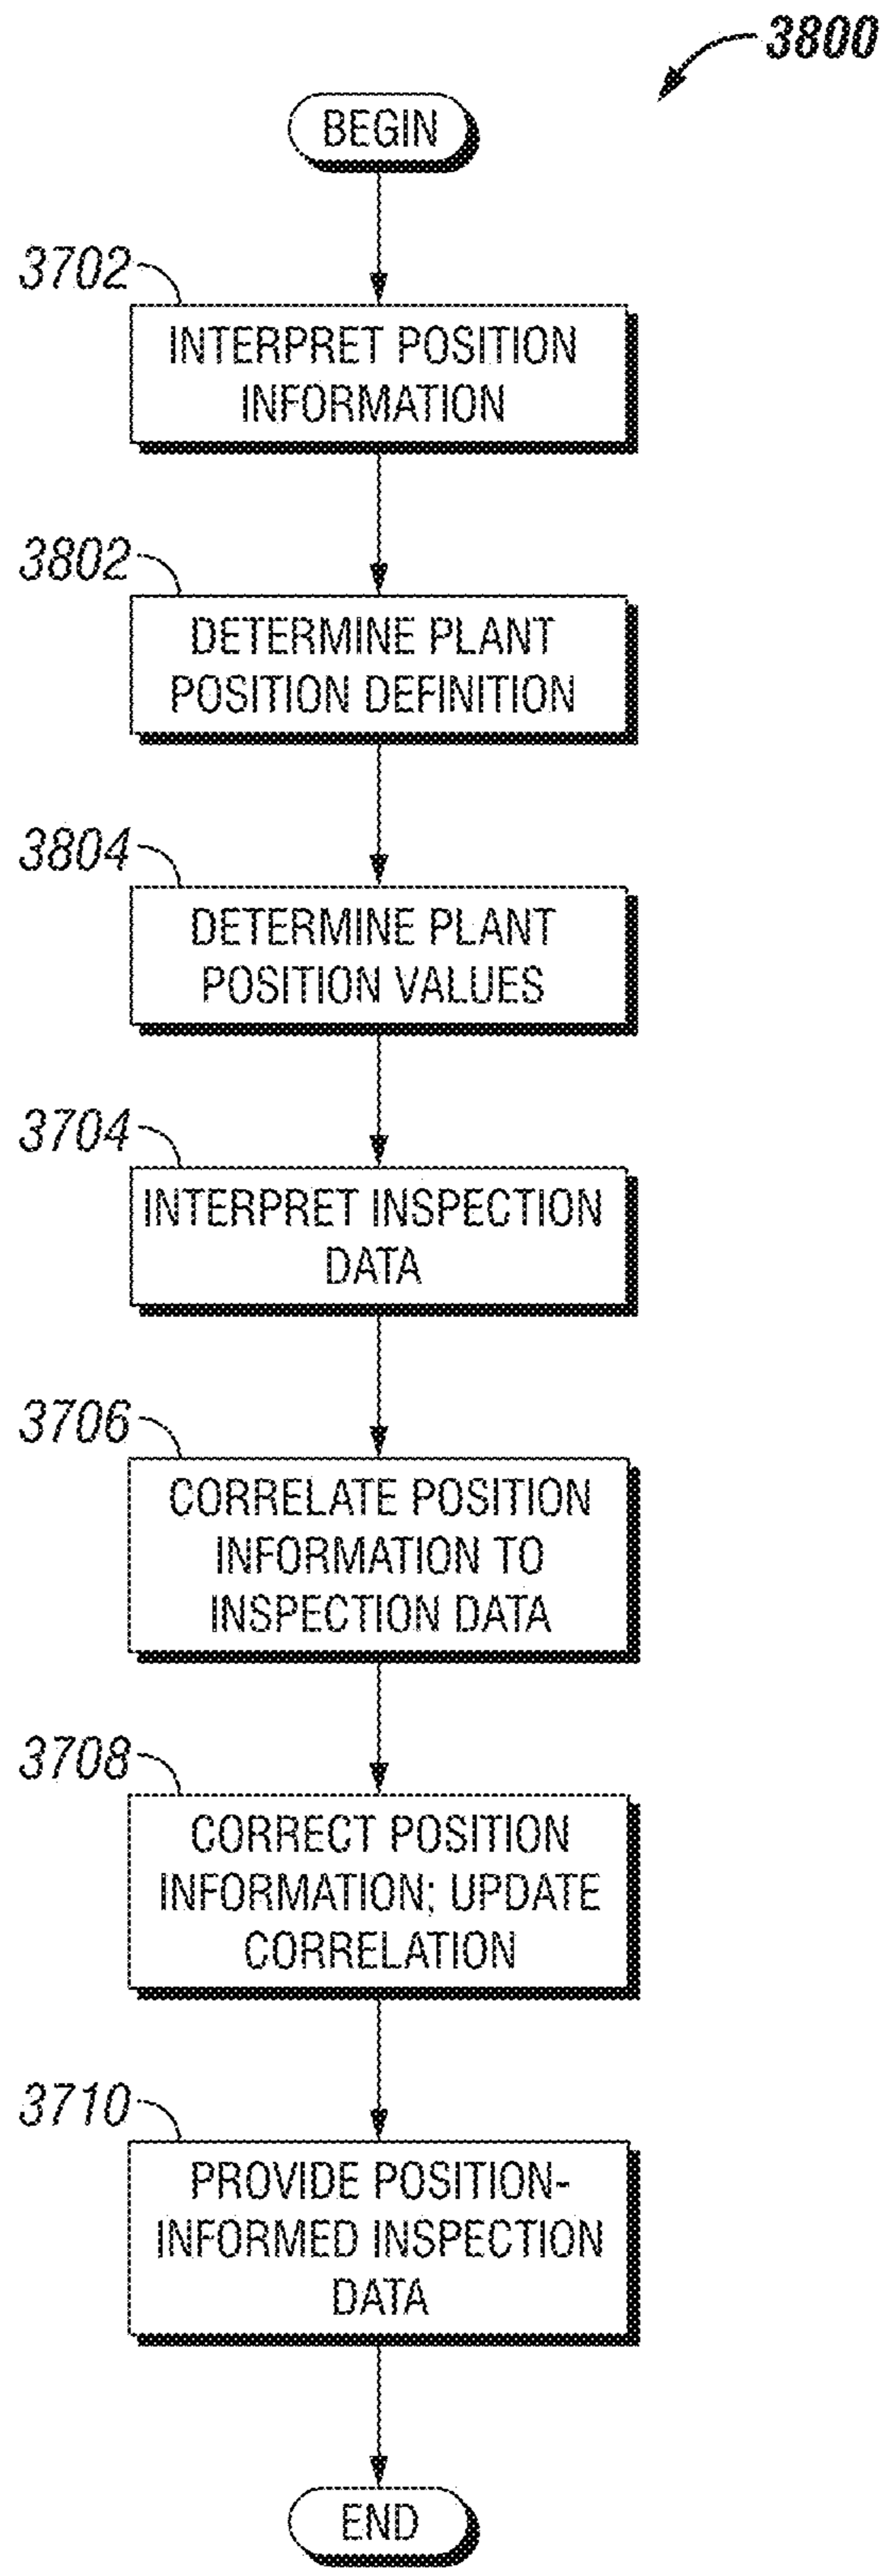 3800
BEGIN
3702
INTERPRET POSITION
INFORMATION
3802
DETERMINE PLANT
POSITION DEFINITION
3804
DETERMINE PLANT
POSITION VALUES
3704
INTERPRET INSPECTION
DATA
3706
CORRELATE POSITION
INFORMATION TO
INSPECTION DATA
3708
CORRECT POSITION
INFORMATION; UPDATE
CORRELATION
3710
PROVIDE POSITION-
INFORMED INSPECTION
DATA
END